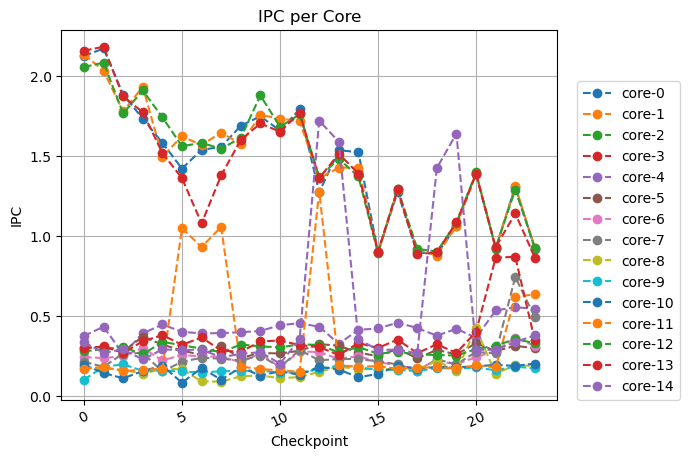 IPC per Core
IPC
2.0
1.5
1.0
0.5
0.0
0
5
10
15
20
Checkpoint
core-0
core-1
core-2
core-3
core-4
core-5
core-6
core-7
core-8
core-9
core-10
core-11
core-12
core-13
core-14